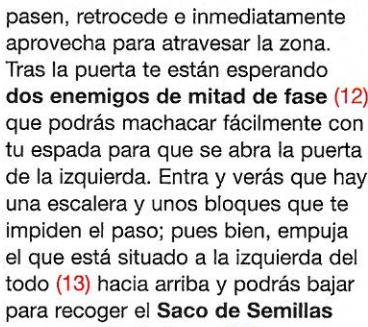 pasen, retrocede e inmediatamente
aprovecha para atravesar la zona.
Tras la puerta te están esperando
dos enemigos de mitad de fase (12)
que podrás machacar fácilmente con
tu espada para que se abra la puerta
de la izquierda. Entra y verás que hay
una escalera y unos bloques que te
impiden el paso; pues bien, empuja
el que está situado a la izquierda del
todo (13) hacia arriba y podrás bajar
para recoger el Saco de Semillas